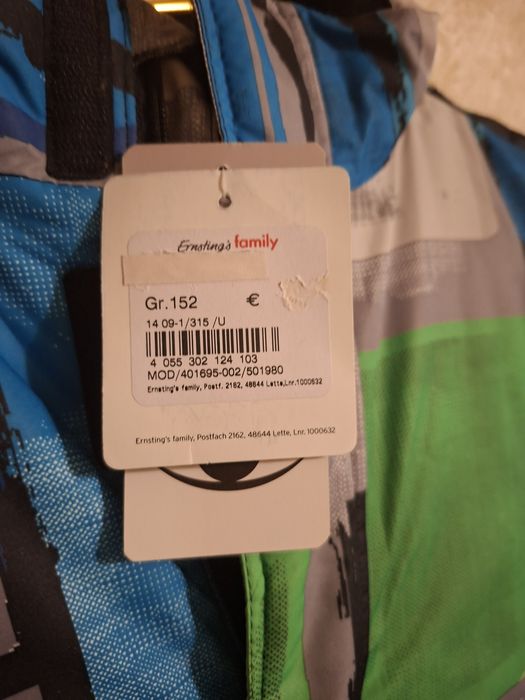 Ernsting's family
Gr.152 €
14 09-1/315 /U
4 055 302 124 103
MOD/401695-002/501980
Ernsting's family, Postf. 2162, 48644 Lette,Lnr.1000632
Ernsting's family, Postfach 2162, 48644 Lette, Lnr. 1000632